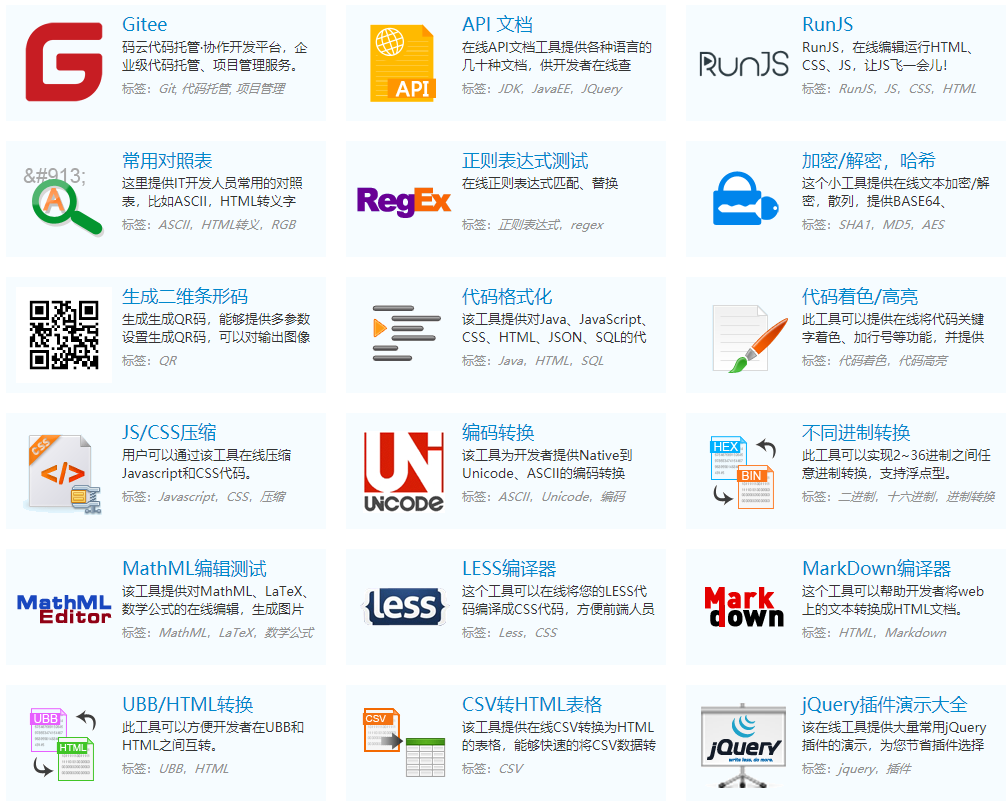 Gitee
码云代码托管·协作开发平台，企
业级代码托管、项目管理服务。
标签：Git, 代码托管, 项目管理
API
API 文档
在线API文档工具提供各种语言的
几十种文档，供开发者在线查
标签：JDK，JavaEE，JQuery
RunJS
RunJS
RunJS，在线编辑运行HTML、
CSS、JS，让JS飞一会儿！
标签：RunJS，JS，CSS，HTML
&#913;
A
常用对照表
这里提供IT开发人员常用的对照
表，比如ASCII，HTML转义字
标签：ASCII，HTML转义，RGB
RegEx
正则表达式测试
在线正则表达式匹配、替换
标签：正则表达式，regex
加密/解密，哈希
这个小工具提供在线文本加密/解
密，散列，提供BASE64、
标签：SHA1，MD5，AES
生成二维条形码
生成生成QR码，能够提供多参数
设置生成QR码，可以对输出图像
标签：QR
代码格式化
该工具提供对Java、JavaScript、
CSS、HTML、JSON、SQL的代
标签：Java，HTML，SQL
代码着色/高亮
此工具可以提供在线将代码关键
字着色、加行号等功能，并提供
标签：代码着色，代码高亮
CSS
</>
JS/CSS压缩
用户可以通过该工具在线压缩
Javascript和CSS代码。
标签：Javascript，CSS，压缩
UNi
UNiCODE
编码转换
该工具为开发者提供Native到
Unicode、ASCII的编码转换
标签：ASCII，Unicode，编码
HEX
BIN
不同进制转换
此工具可以实现2~36进制之间任
意进制转换，支持浮点型。
标签：二进制，十六进制，进制转换
MathML
Editor
MathML编辑测试
该工具提供对MathML、LaTeX、
数学公式的在线编辑，生成图片
标签：MathML，LaTeX，数学公式
{less}
LESS编译器
这个工具可以在线将您的LESS代
码编译成CSS代码，方便前端人员
标签：Less，CSS
Mark
down
MarkDown编译器
这个工具可以帮助开发者将web
上的文本转换成HTML文档。
标签：HTML，Markdown
UBB
HTML
UBB/HTML转换
此工具可以方便开发者在UBB和
HTML之间互转。
标签：UBB，HTML
CSV
CSV转HTML表格
该工具提供在线CSV转换为HTML
的表格，能够快速的将CSV数据转
标签：CSV
jQuery
write less, do more.
jQuery插件演示大全
该在线工具提供大量常用jQuery
插件的演示，为您节省插件选择
标签：jquery，插件